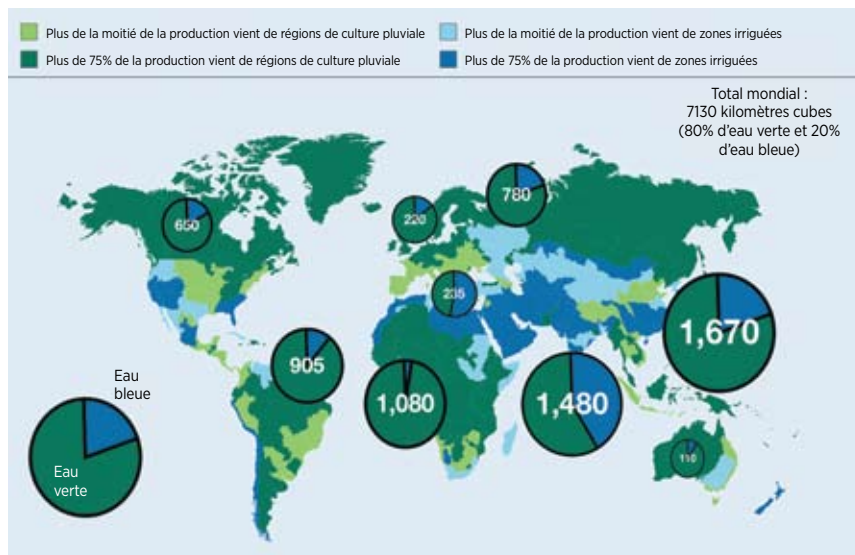 Plus de la moitié de la production vient de régions de culture pluviale
Plus de la moitié de la production vient de zones irriguées
Plus de 75% de la production vient de régions de culture pluviale
Plus de 75% de la production vient de zones irriguées
Total mondial :
7130 kilomètres cubes
(80% d'eau verte et 20%
d'eau bleue)
780
220
650
235
1,670
905
1,080
1,480
Eau
bleue
110
Eau
verte